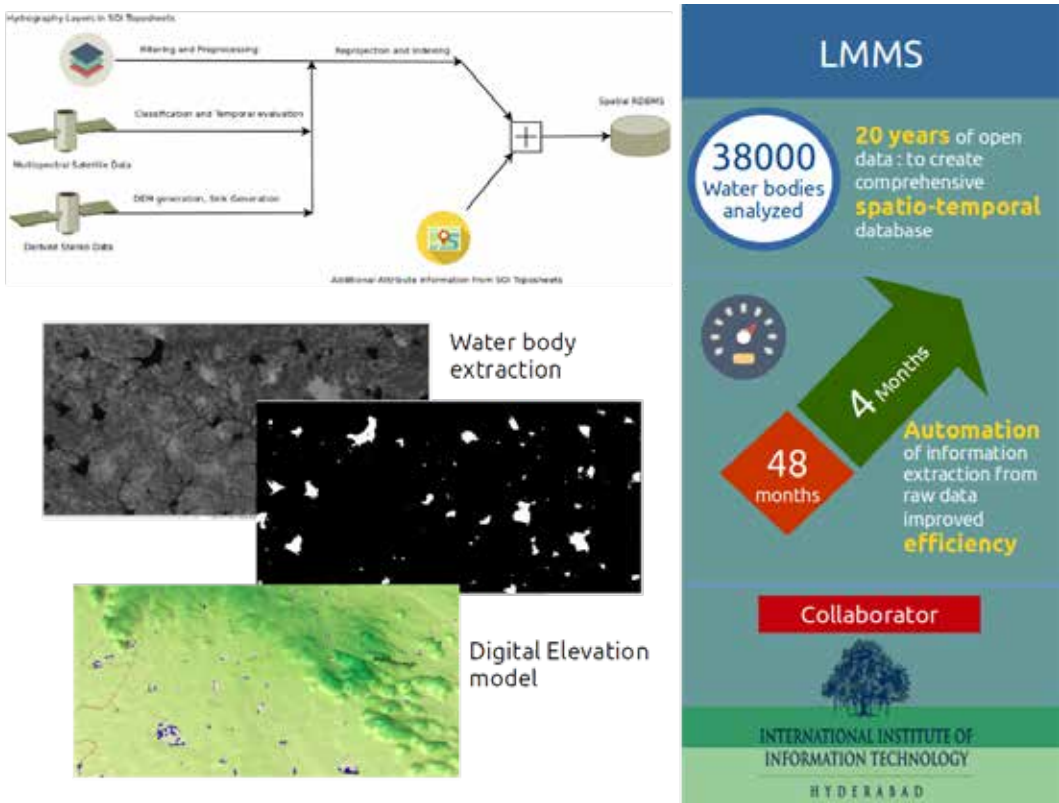 Hydrography Layers in SOI Toposheets
Filtering and Preprocessing
Reprojection and Indexing
Classification and Temporal evaluation
Spatial RDBMS
Multispectral Satellite Data
DEM generation, Sink Generation
Derived Stereo Data
Additional Attribute Information from SOI Toposheets
Water body
extraction
Digital Elevation
model
LMMS
38000
Water bodies
analyzed
20 years of open
data : to create
comprehensive
spatio-temporal
database
4 Months
48
months
Automation
of information
extraction from
raw data
improved
efficiency
Collaborator
INTERNATIONAL INSTITUTE OF
INFORMATION TECHNOLOGY
HYDERABAD